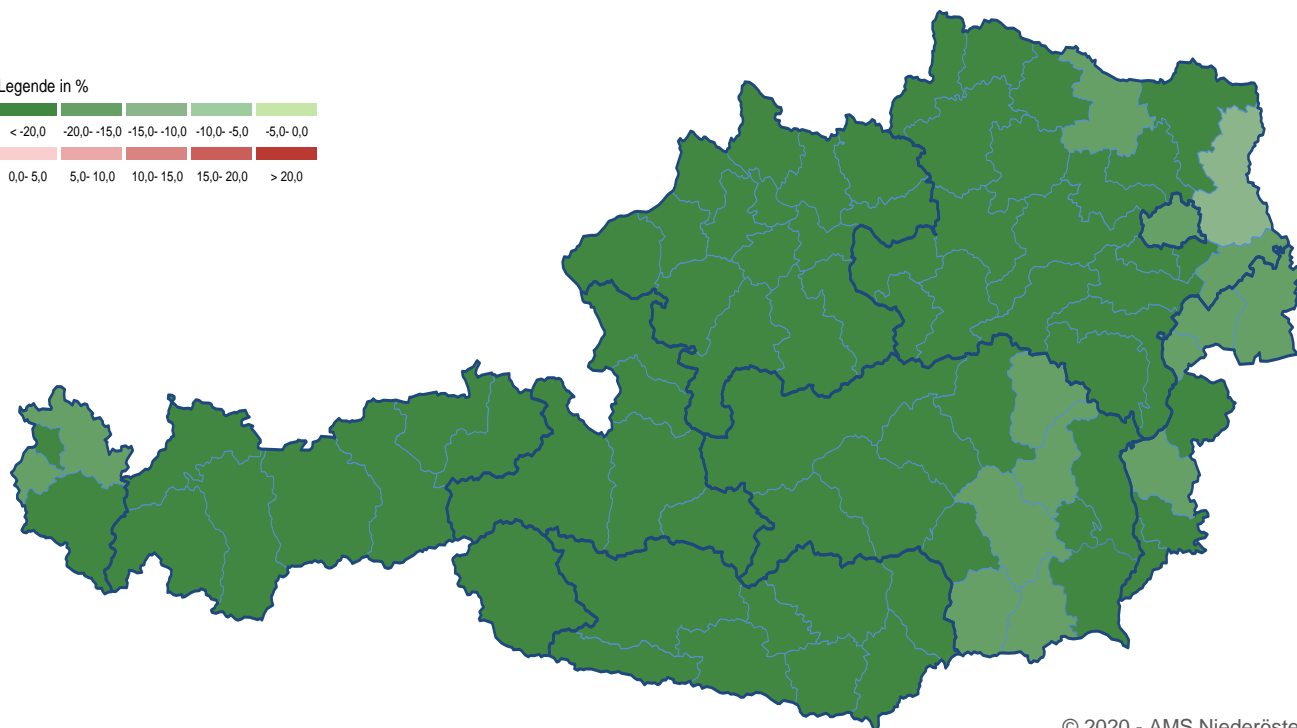 Legende in %
< -20,0 -20,0- -15,0 -15,0- -10,0 -10,0- -5,0 -5,0- 0,0
0,0- 5,0 5,0- 10,0 10,0- 15,0 15,0- 20,0 > 20,0
© 2020 - AMS Niederöste